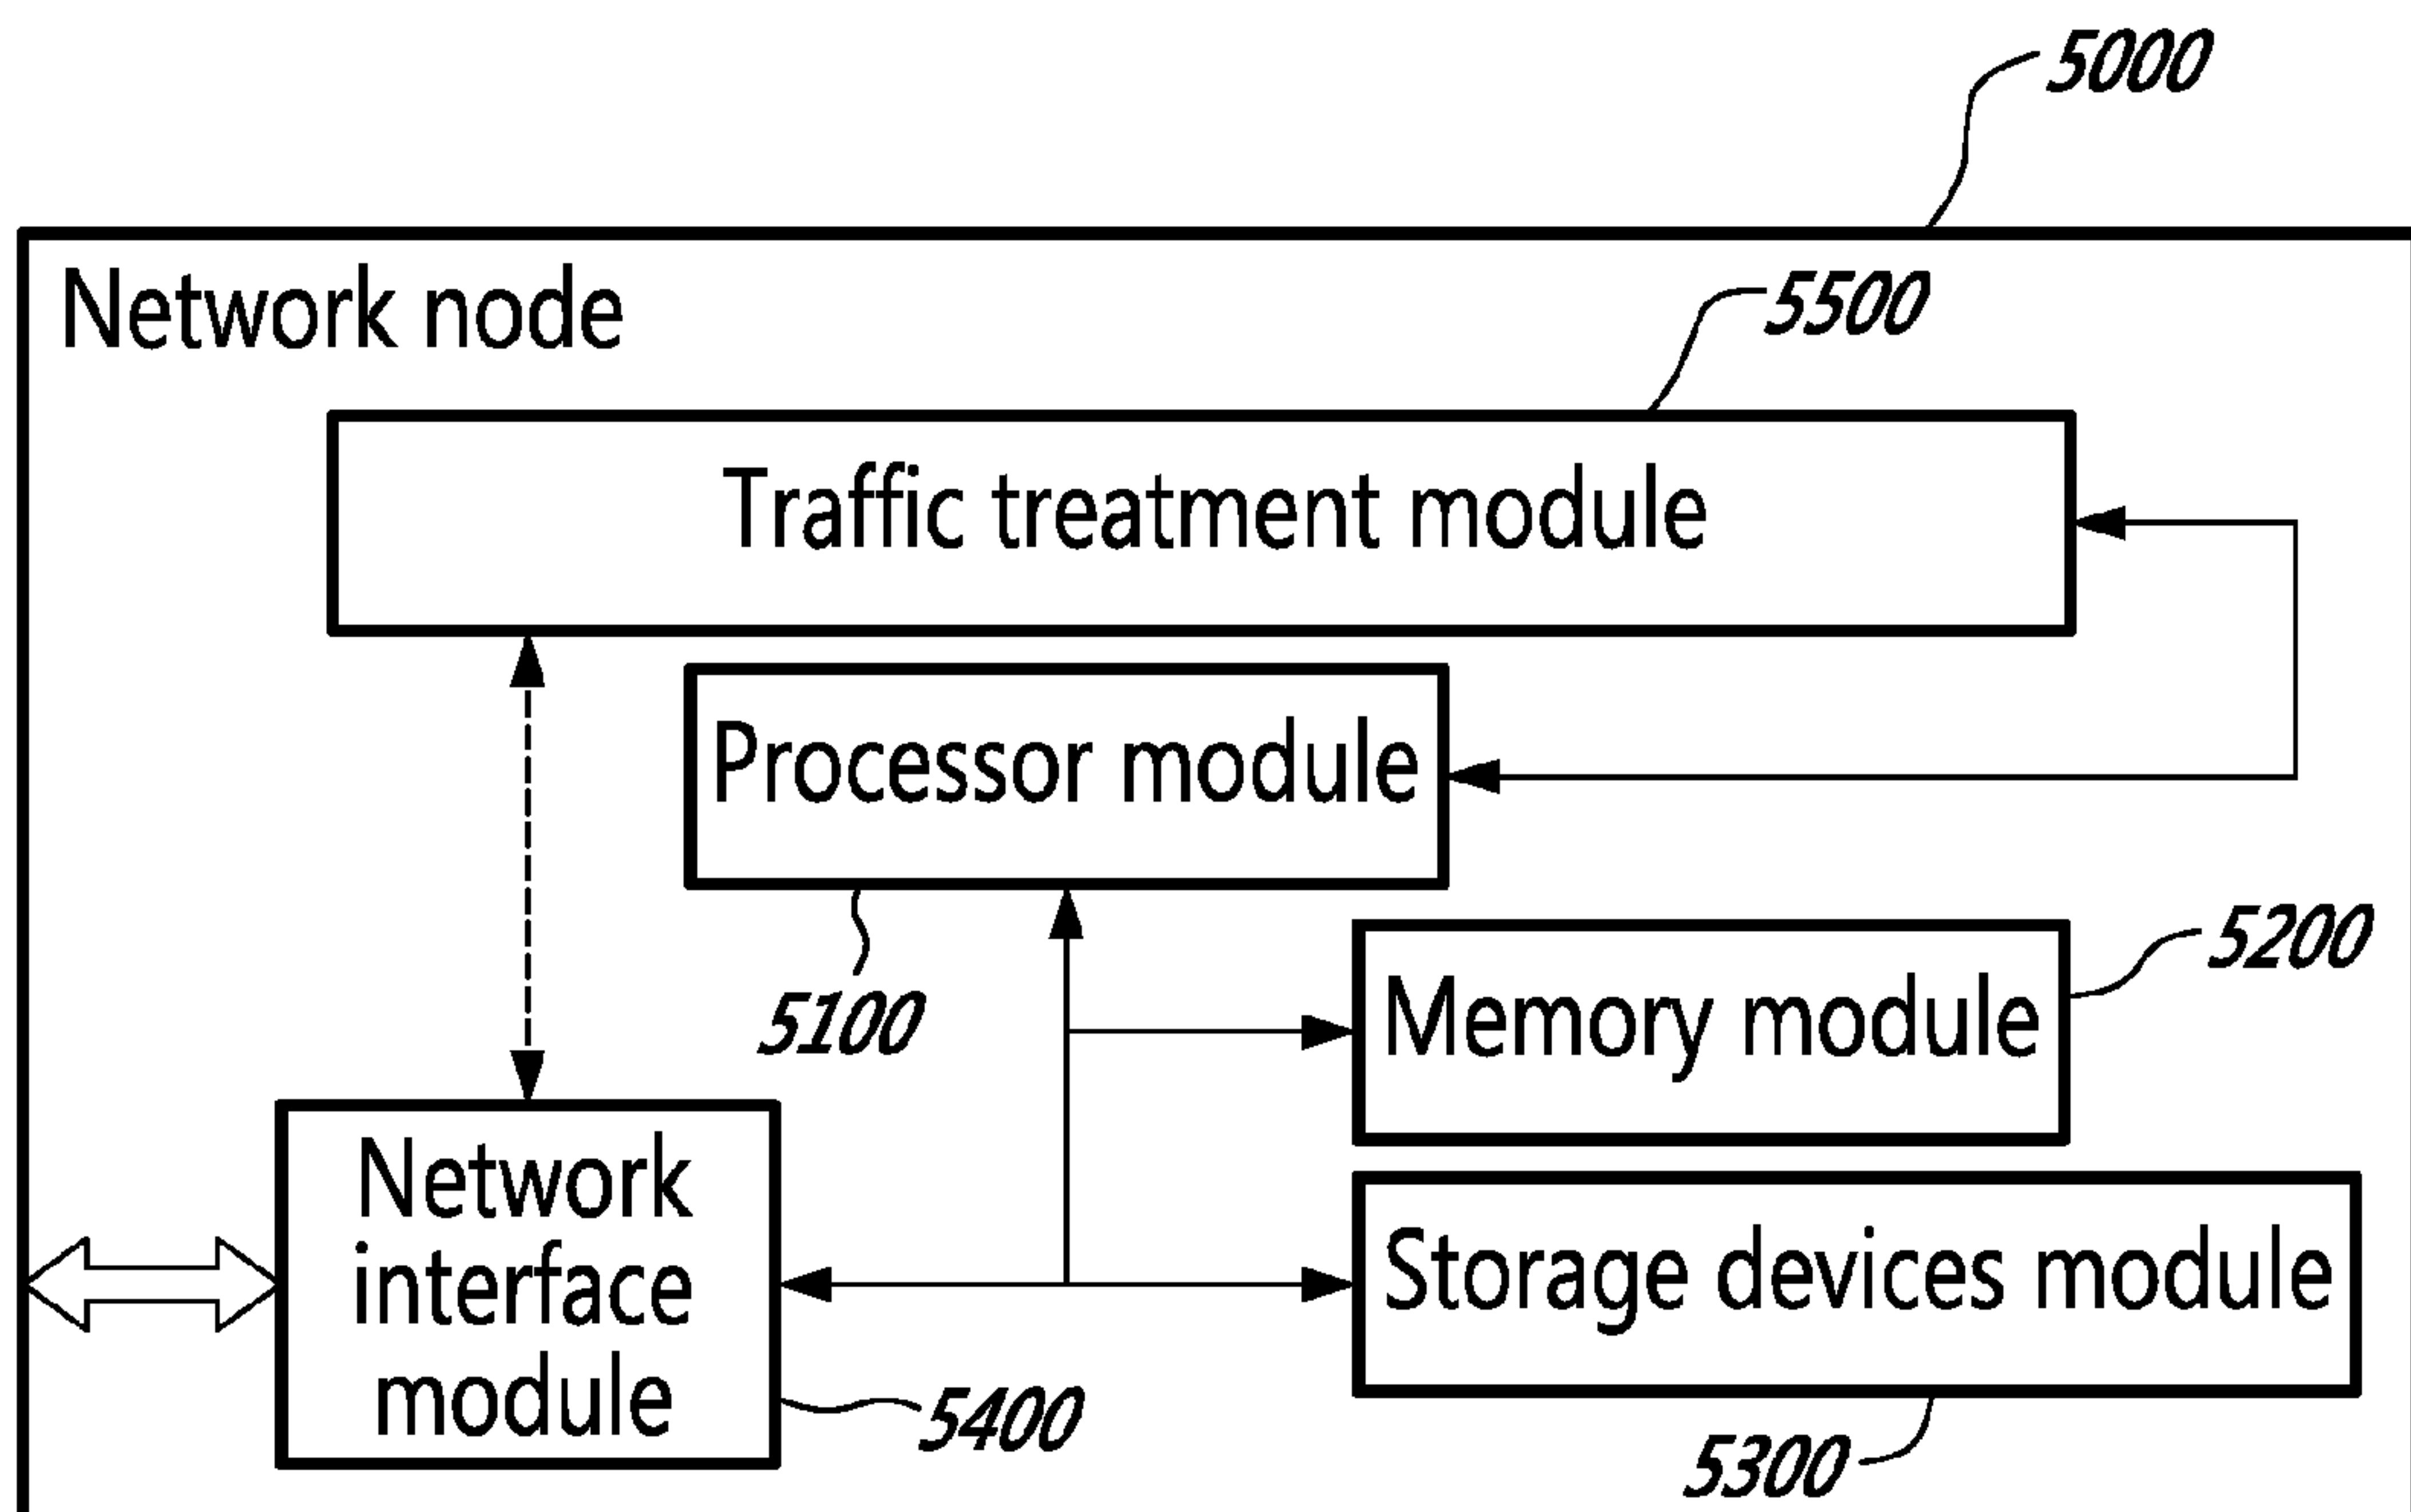 5000
Network node
5500
Traffic treatment module
Processor module
5100
Memory module
5200
Network
interface
module
5400
Storage devices module
5300